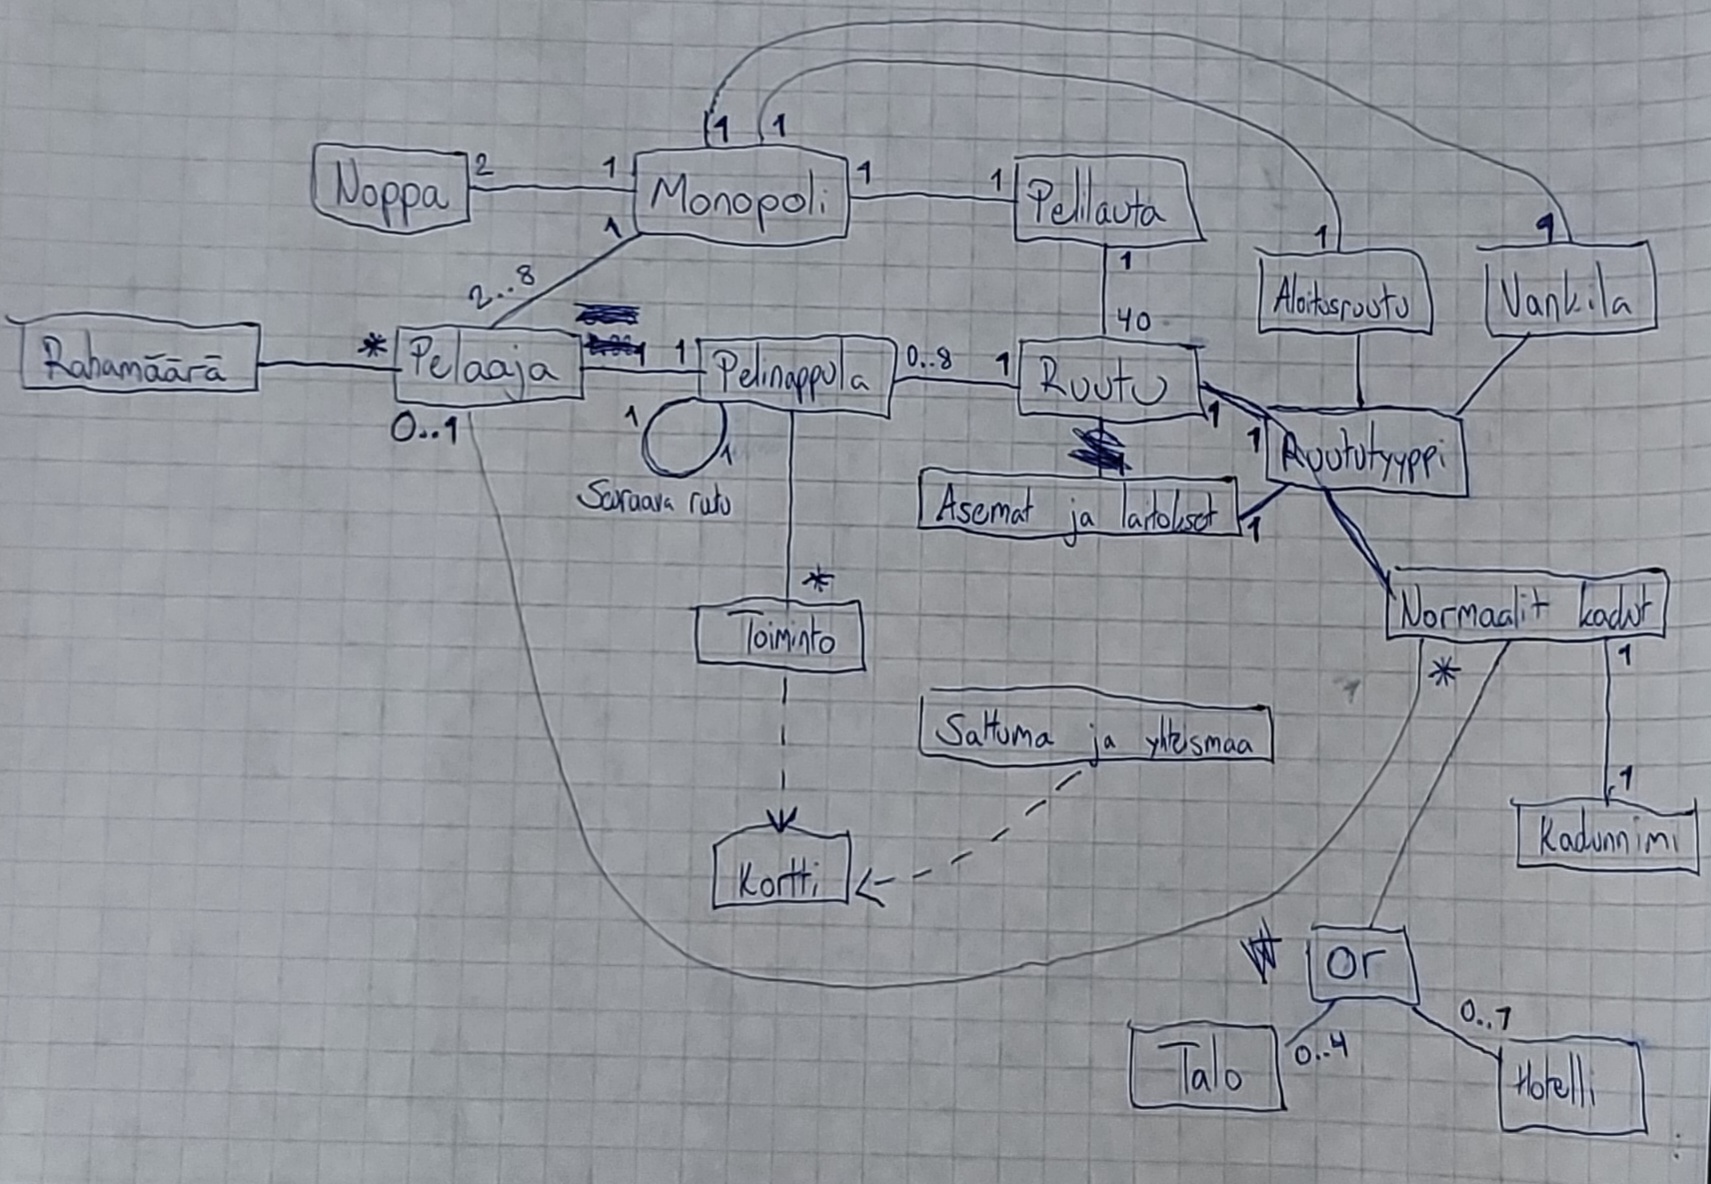 1 1
Noppa 2 1 Monopoli 1 1 Pelilauta
1 1 1 1
2..8 40 Aloitusruutu Vankila
Rahamäärä * Pelaaja 1 1 Pelinappula 0..8 1 Ruutu
0..1 1 1 1 1 Ruututyyppi
Seuraava rutu Asemat ja laitokset 1
* Normaalit kadut
Toiminto * 1
Sattuma ja yhteismaa
1
Kortti Kadunnimi
Or
0..1
0..4
Talo Hotelli